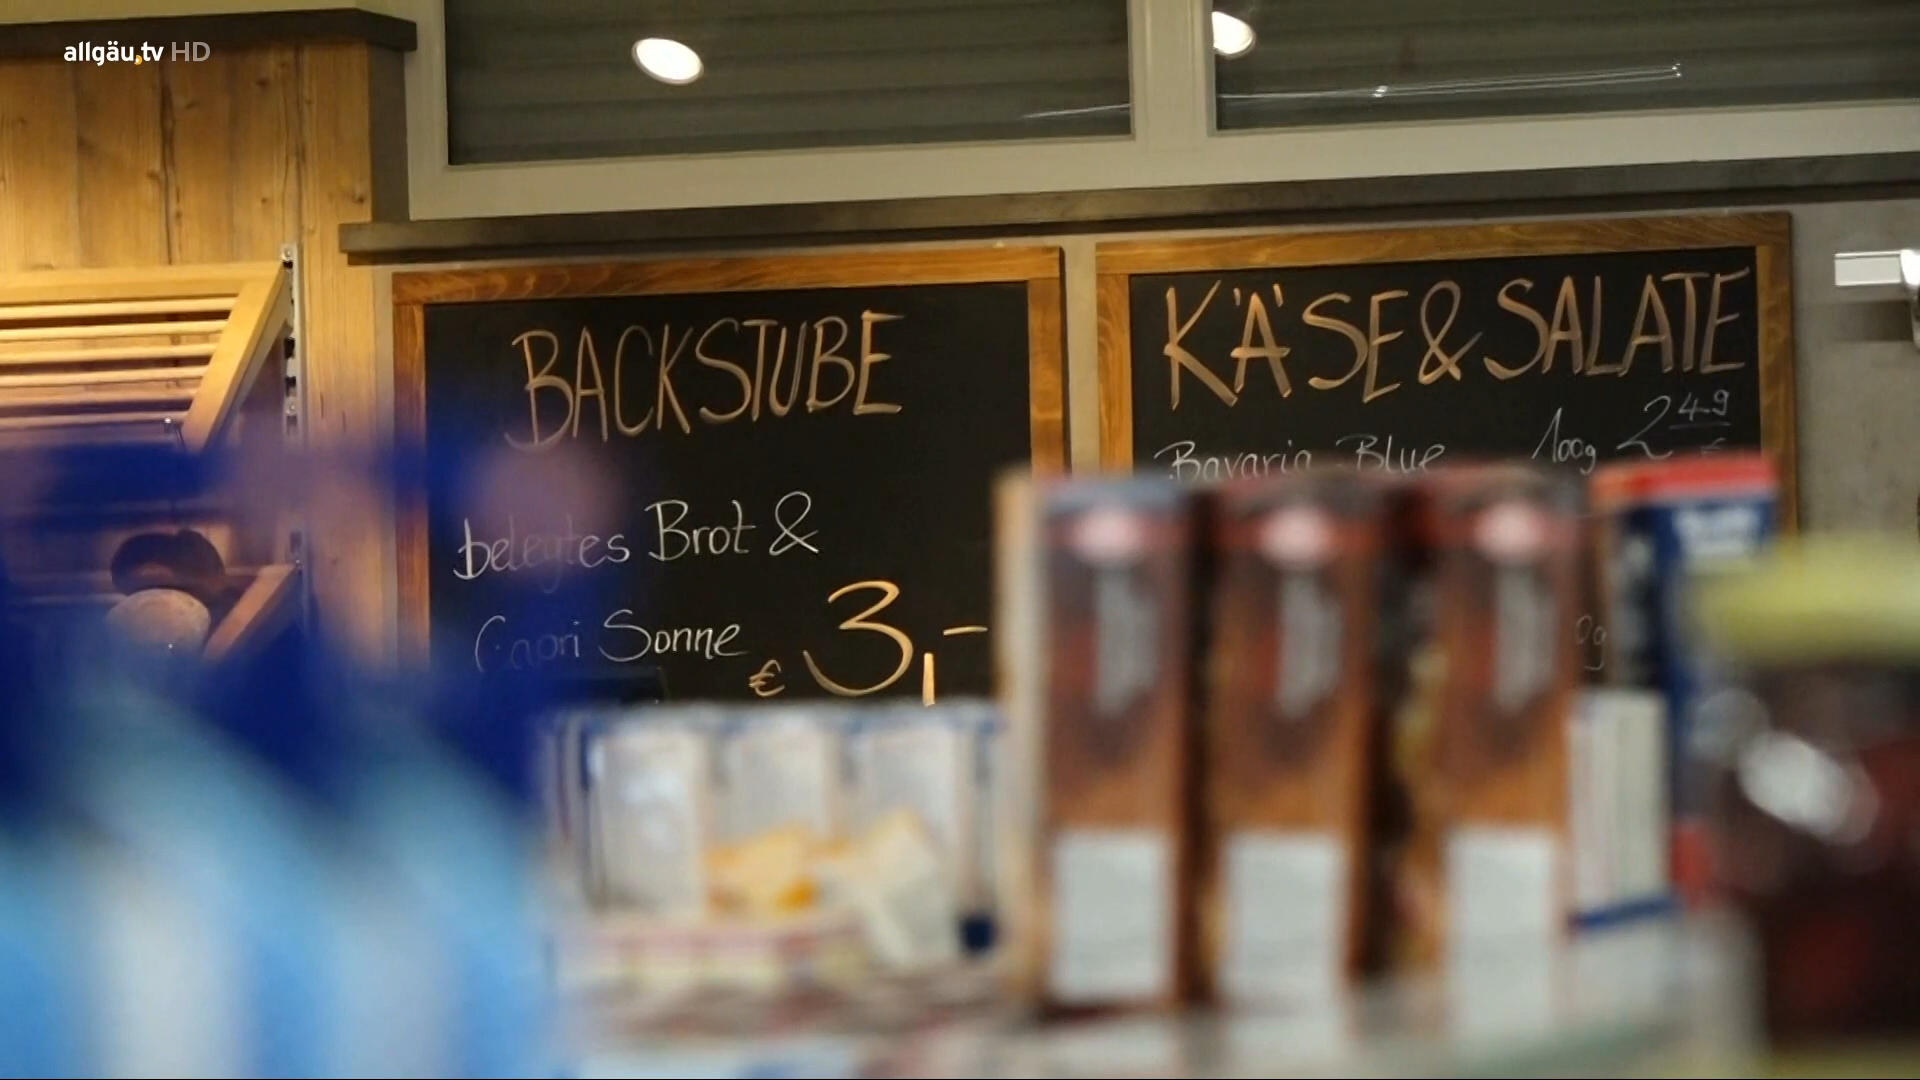 allgäu.tv HD
BACKSTUBE
belegtes Brot &
Capri Sonne € 3,-
KÄSE & SALATE
Bavaria Blue 100g 2 49 €